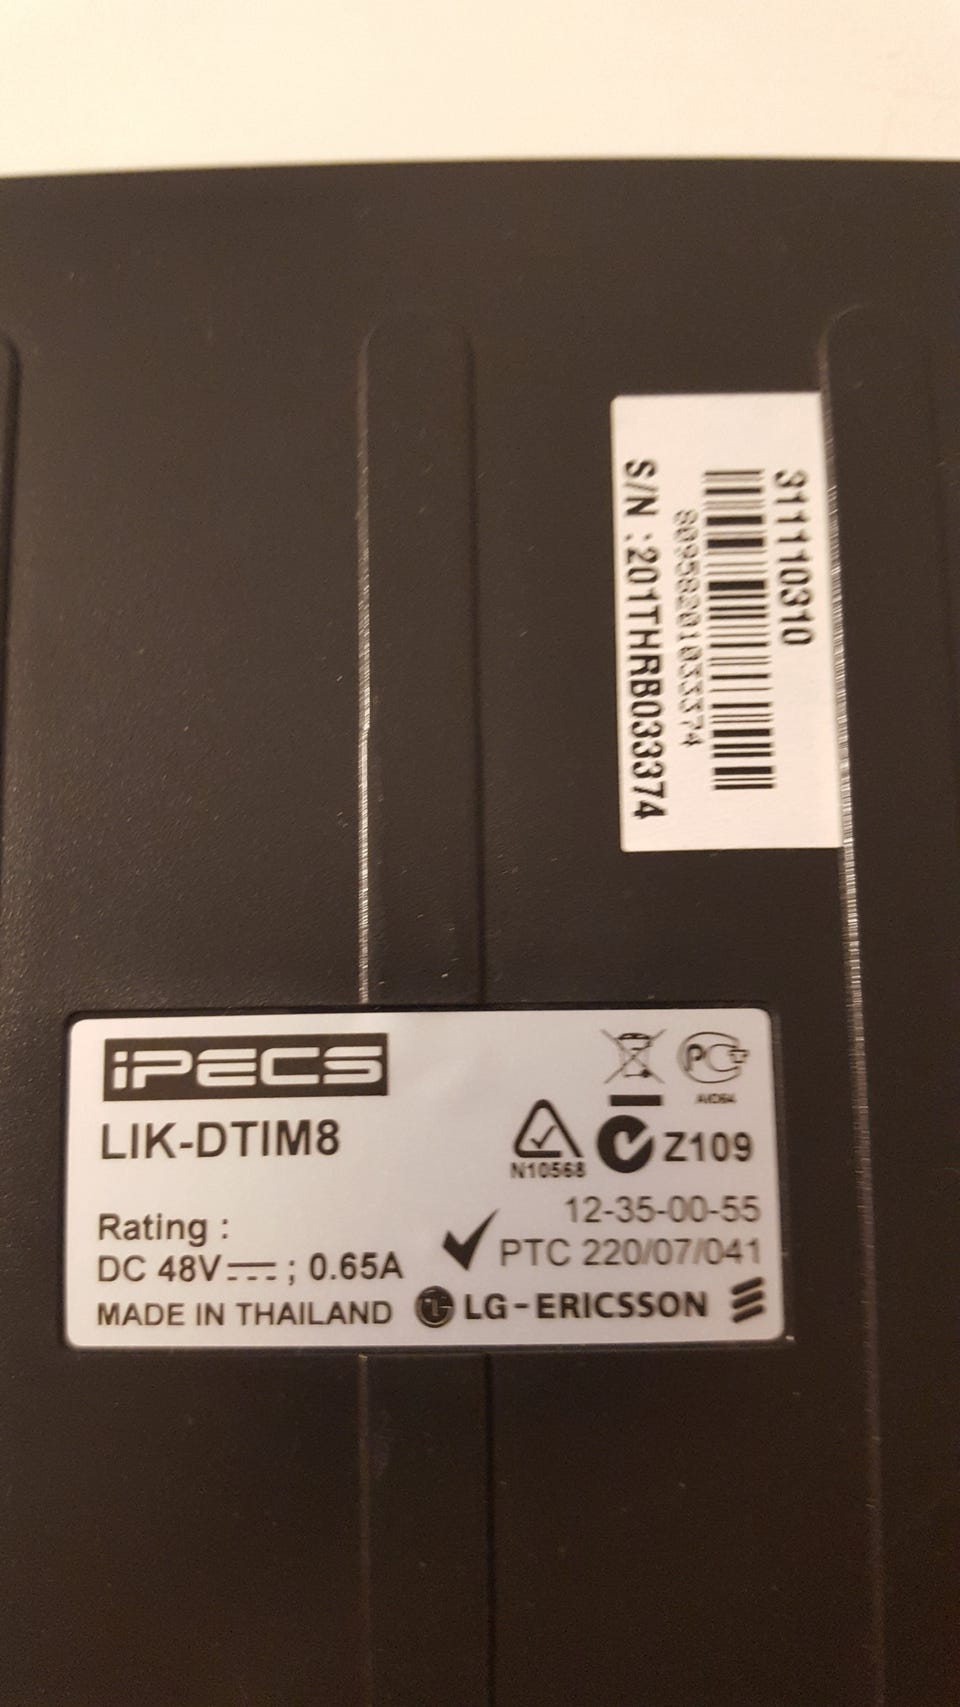 311110310
80958201033374
S/N :201THRB033374
iPECS
LIK-DTIM8
N10568
Z109
Rating :
12-35-00-55
DC 48V ; 0.65A
PTC 220/07/041
MADE IN THAILAND
LG-ERICSSON